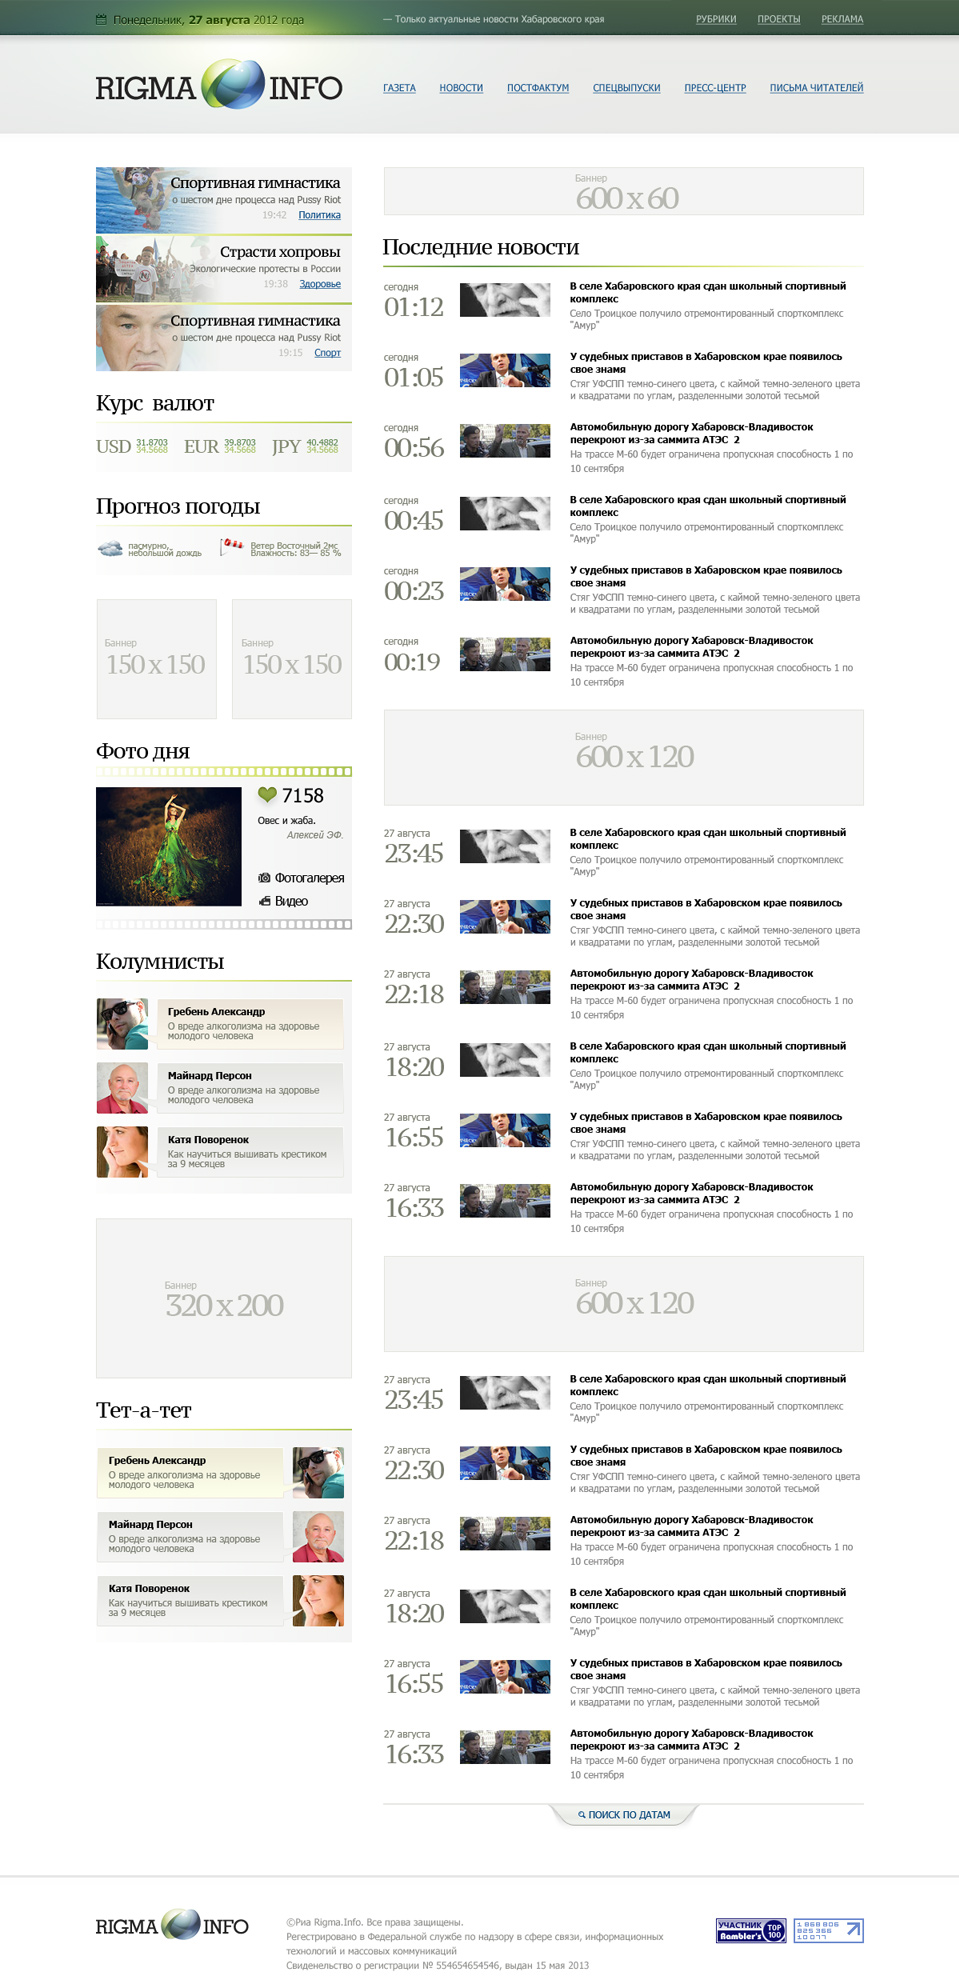 Понедельник, 27 августа 2012 года
— Только актуальные новости Хабаровского края
РУБРИКИ ПРОЕКТЫ РЕКЛАМА
RIGMA INFO
ГАЗЕТА НОВОСТИ ПОСТФАКТУМ СПЕЦВЫПУСКИ ПРЕСС-ЦЕНТР ПИСЬМА ЧИТАТЕЛЕЙ
Спортивная гимнастика
о шестом дне процесса над Pussy Riot
19:42 Политика
Страсти хопровы
Экологические протесты в России
19:38 Здоровье
Спортивная гимнастика
о шестом дне процесса над Pussy Riot
19:15 Спорт
Курс валют
USD 31.8703
34.5668
EUR 39.8703
34.5668
JPY 40.4882
34.5668
Прогноз погоды
пасмурно,
небольшой дождь
Ветер Восточный 2мс
Влажность: 83— 85 %
Баннер
150 x 150
Баннер
150 x 150
Фото дня
7158
Овес и жаба.
Алексей ЭФ.
Фотогалерея
Видео
Колумнисты
Гребень Александр
О вреде алкоголизма на здоровье
молодого человека
Майнард Персон
О вреде алкоголизма на здоровье
молодого человека
Катя Поворенок
Как научиться вышивать крестиком
за 9 месяцев
Баннер
320 x 200
Тет-а-тет
Гребень Александр
О вреде алкоголизма на здоровье
молодого человека
Майнард Персон
О вреде алкоголизма на здоровье
молодого человека
Катя Поворенок
Как научиться вышивать крестиком
за 9 месяцев
Баннер
600 x 60
Последние новости
сегодня
01:12
В селе Хабаровского края сдан школьный спортивный
комплекс
Село Троицкое получило отремонтированный спорткомплекс
"Амур"
сегодня
01:05
У судебных приставов в Хабаровском крае появилось
свое знамя
Стяг УФСПП темно-синего цвета, с каймой темно-зеленого цвета
и квадратами по углам, разделенными золотой тесьмой
сегодня
00:56
Автомобильную дорогу Хабаровск-Владивосток
перекроют из-за саммита АТЭС 2
На трассе М-60 будет ограничена пропускная способность 1 по
10 сентября
сегодня
00:45
В селе Хабаровского края сдан школьный спортивный
комплекс
Село Троицкое получило отремонтированный спорткомплекс
"Амур"
сегодня
00:23
У судебных приставов в Хабаровском крае появилось
свое знамя
Стяг УФСПП темно-синего цвета, с каймой темно-зеленого цвета
и квадратами по углам, разделенными золотой тесьмой
сегодня
00:19
Автомобильную дорогу Хабаровск-Владивосток
перекроют из-за саммита АТЭС 2
На трассе М-60 будет ограничена пропускная способность 1 по
10 сентября
Баннер
600 x 120
27 августа
23:45
В селе Хабаровского края сдан школьный спортивный
комплекс
Село Троицкое получило отремонтированный спорткомплекс
"Амур"
27 августа
22:30
У судебных приставов в Хабаровском крае появилось
свое знамя
Стяг УФСПП темно-синего цвета, с каймой темно-зеленого цвета
и квадратами по углам, разделенными золотой тесьмой
27 августа
22:18
Автомобильную дорогу Хабаровск-Владивосток
перекроют из-за саммита АТЭС 2
На трассе М-60 будет ограничена пропускная способность 1 по
10 сентября
27 августа
18:20
В селе Хабаровского края сдан школьный спортивный
комплекс
Село Троицкое получило отремонтированный спорткомплекс
"Амур"
27 августа
16:55
У судебных приставов в Хабаровском крае появилось
свое знамя
Стяг УФСПП темно-синего цвета, с каймой темно-зеленого цвета
и квадратами по углам, разделенными золотой тесьмой
27 августа
16:33
Автомобильную дорогу Хабаровск-Владивосток
перекроют из-за саммита АТЭС 2
На трассе М-60 будет ограничена пропускная способность 1 по
10 сентября
Баннер
600 x 120
27 августа
23:45
В селе Хабаровского края сдан школьный спортивный
комплекс
Село Троицкое получило отремонтированный спорткомплекс
"Амур"
27 августа
22:30
У судебных приставов в Хабаровском крае появилось
свое знамя
Стяг УФСПП темно-синего цвета, с каймой темно-зеленого цвета
и квадратами по углам, разделенными золотой тесьмой
27 августа
22:18
Автомобильную дорогу Хабаровск-Владивосток
перекроют из-за саммита АТЭС 2
На трассе М-60 будет ограничена пропускная способность 1 по
10 сентября
27 августа
18:20
В селе Хабаровского края сдан школьный спортивный
комплекс
Село Троицкое получило отремонтированный спорткомплекс
"Амур"
27 августа
16:55
У судебных приставов в Хабаровском крае появилось
свое знамя
Стяг УФСПП темно-синего цвета, с каймой темно-зеленого цвета
и квадратами по углам, разделенными золотой тесьмой
27 августа
16:33
Автомобильную дорогу Хабаровск-Владивосток
перекроют из-за саммита АТЭС 2
На трассе М-60 будет ограничена пропускная способность 1 по
10 сентября
ПОИСК ПО ДАТАМ
RIGMA INFO
©Риа Rigma.Info. Все права защищены.
Регестрировано в Федеральной службе по надзору в сфере связи, информационных
технологий и массовых коммуникаций
Свиденельство о регистрации № 554654654546, выдан 15 мая 2013
УЧАСТНИК
Rambler's
TOP
100
1 868 806
825 366
10 077